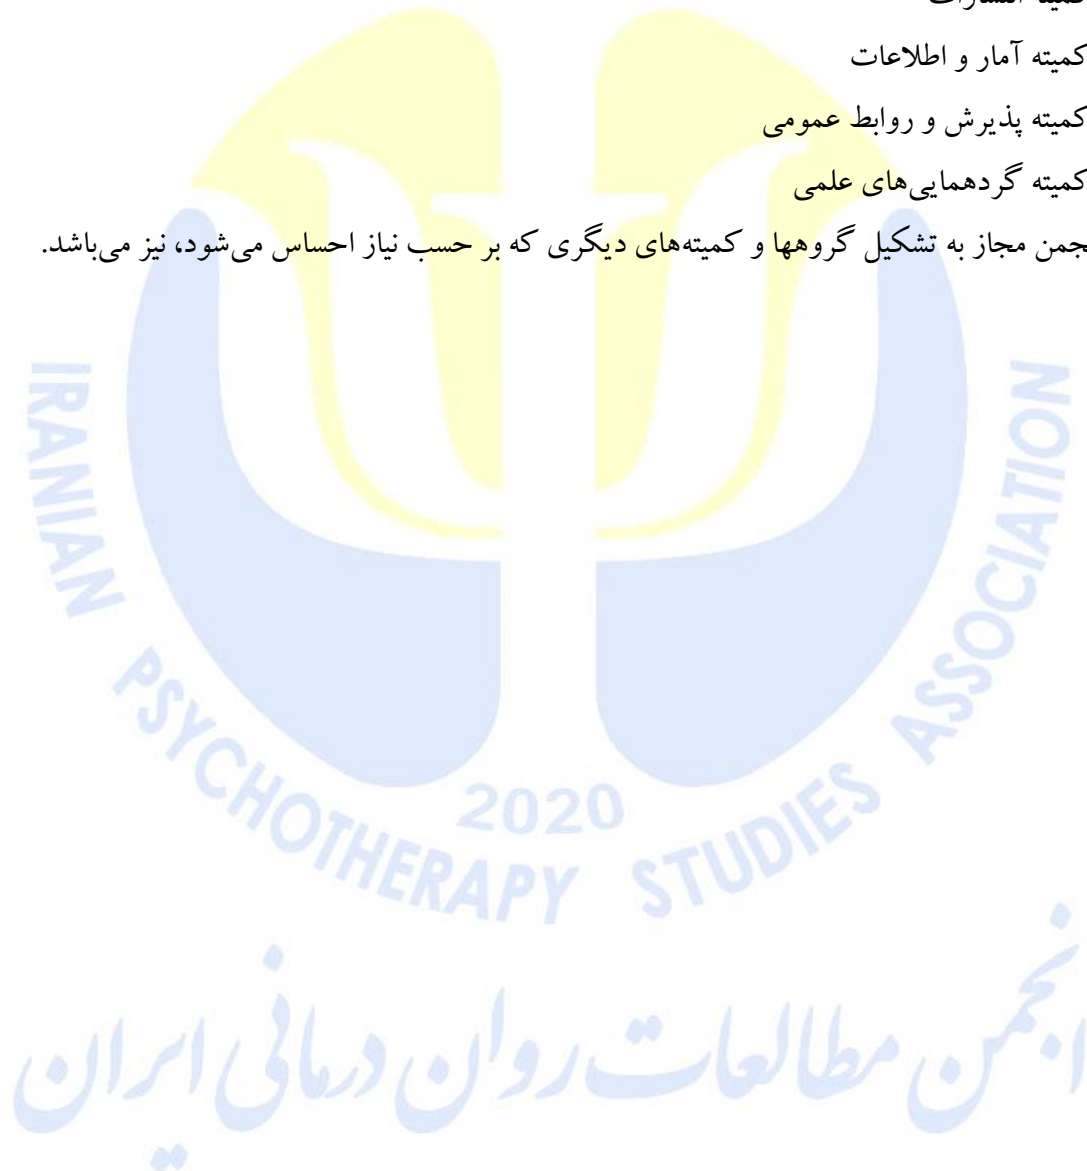 کمیته آمار و اطلاعات
کمیته پذیرش و روابط عمومی
کمیته گردهمایی‌های علمی
مجاز به تشکیل گروهها و کمیته‌های دیگری که بر حسب نیاز احساس می‌شود، نیز می‌باشد.
IRANIAN PSYCHOTHERAPY STUDIES ASSOCIATION
2020
انجمن مطالعات روان درمانی ایران